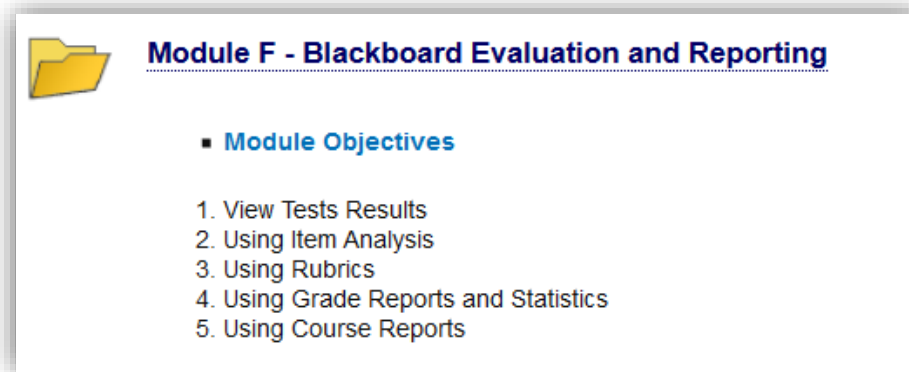 Module F - Blackboard Evaluation and Reporting
Module Objectives
1. View Tests Results
2. Using Item Analysis
3. Using Rubrics
4. Using Grade Reports and Statistics
5. Using Course Reports